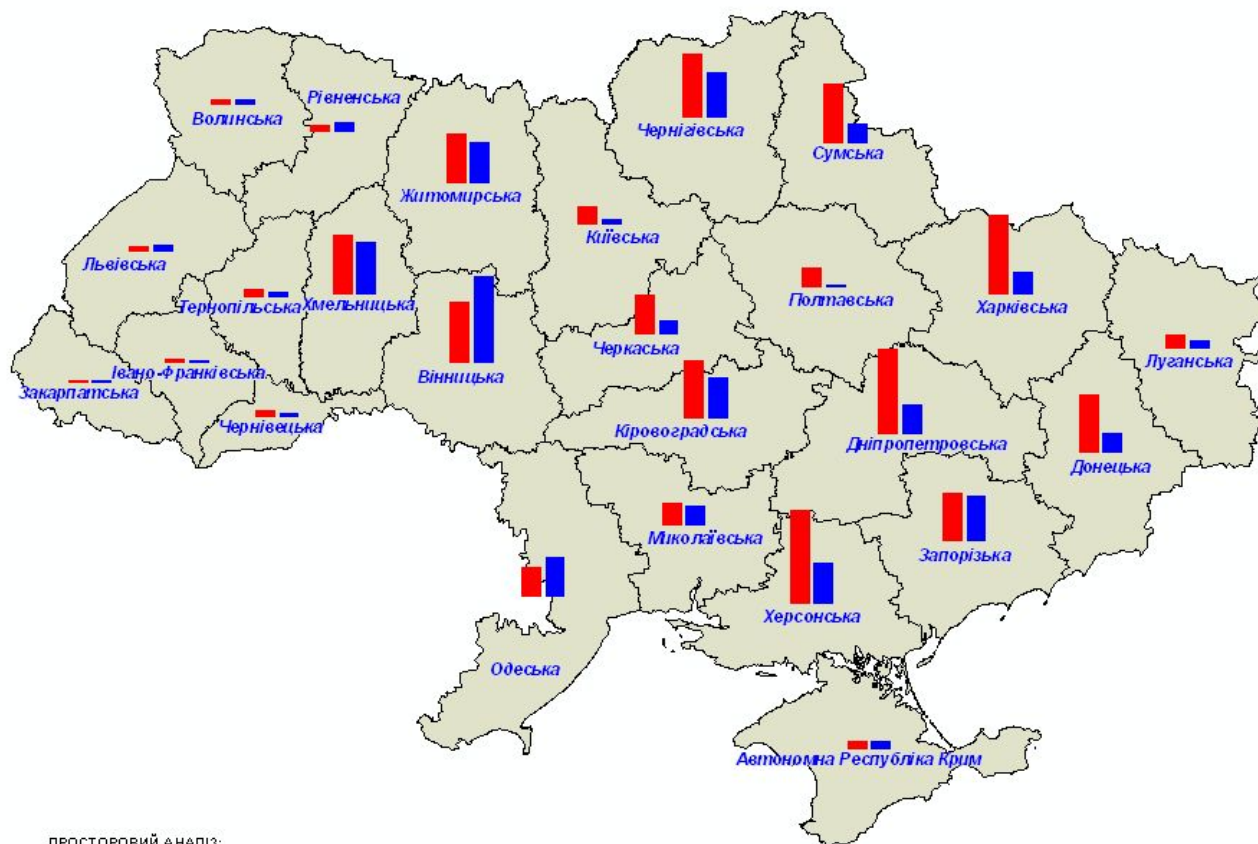 Рівненська
Волинська
Чернігівська
Сумська
Житомирська
Київська
Львівська
Тернопільська
Хмельницька
Полтавська
Харківська
Черкаська
Луганська
Івано-Франківська
Вінницька
Закарпатська
Чернівецька
Кіровоградська
Дніпропетровська
Донецька
Миколаївська
Запорізька
Херсонська
Одеська
Автономна Республіка Крим
ПРОСТОРОВИЙ АНАЛІЗ: